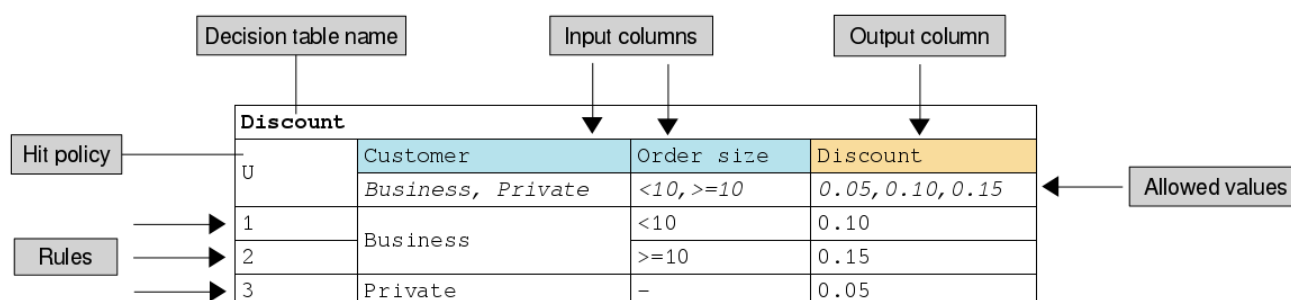 Decision table name
Input columns
Output column
Discount
Hit policy
U
Customer
Order size
Discount
Business, Private
<10,>=10
0.05,0.10,0.15
Allowed values
Rules
1
Business
<10
0.10
2
>=10
0.15
3
Private
–
0.05